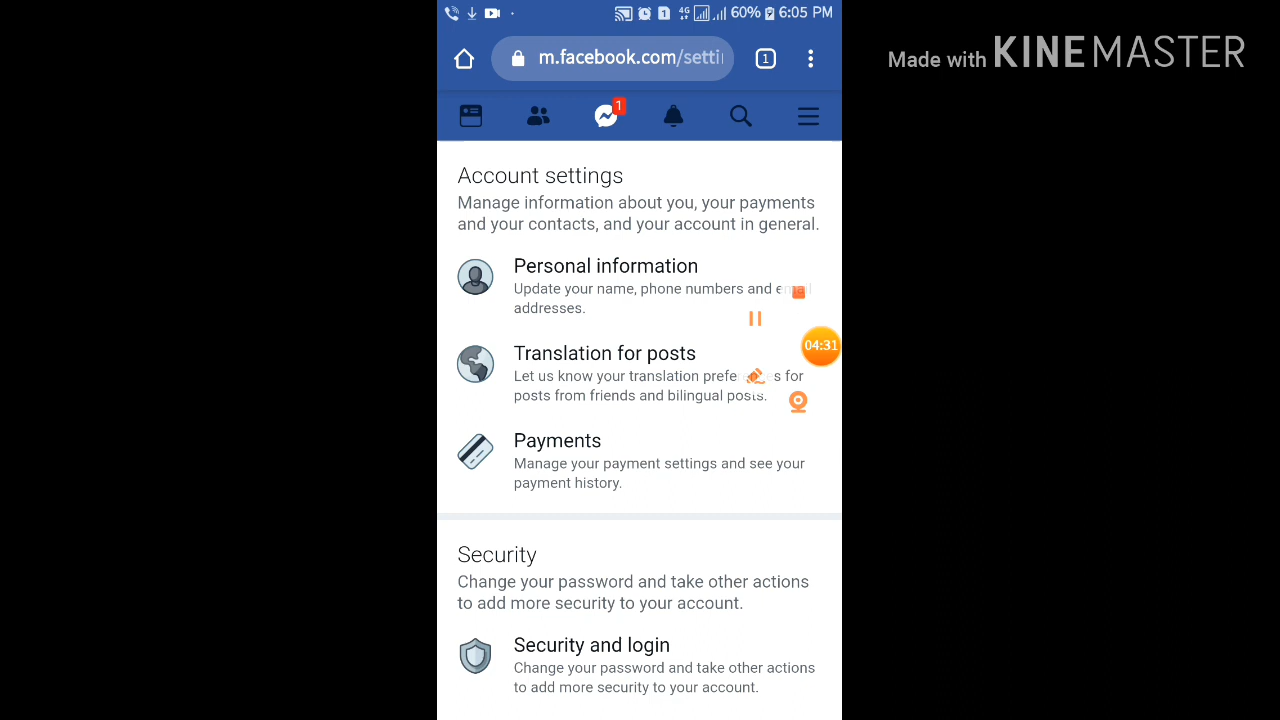 60% 6:05 PM
Made with KINEMASTER
m.facebook.com/setti
1
1
Account settings
Manage information about you, your payments
and your contacts, and your account in general.
Personal information
Update your name, phone numbers and email
addresses.
04:31
Translation for posts
Let us know your translation prefe s for
posts from friends and bilingual posts.
Payments
Manage your payment settings and see your
payment history.
Security
Change your password and take other actions
to add more security to your account.
Security and login
Change your password and take other actions
to add more security to your account.